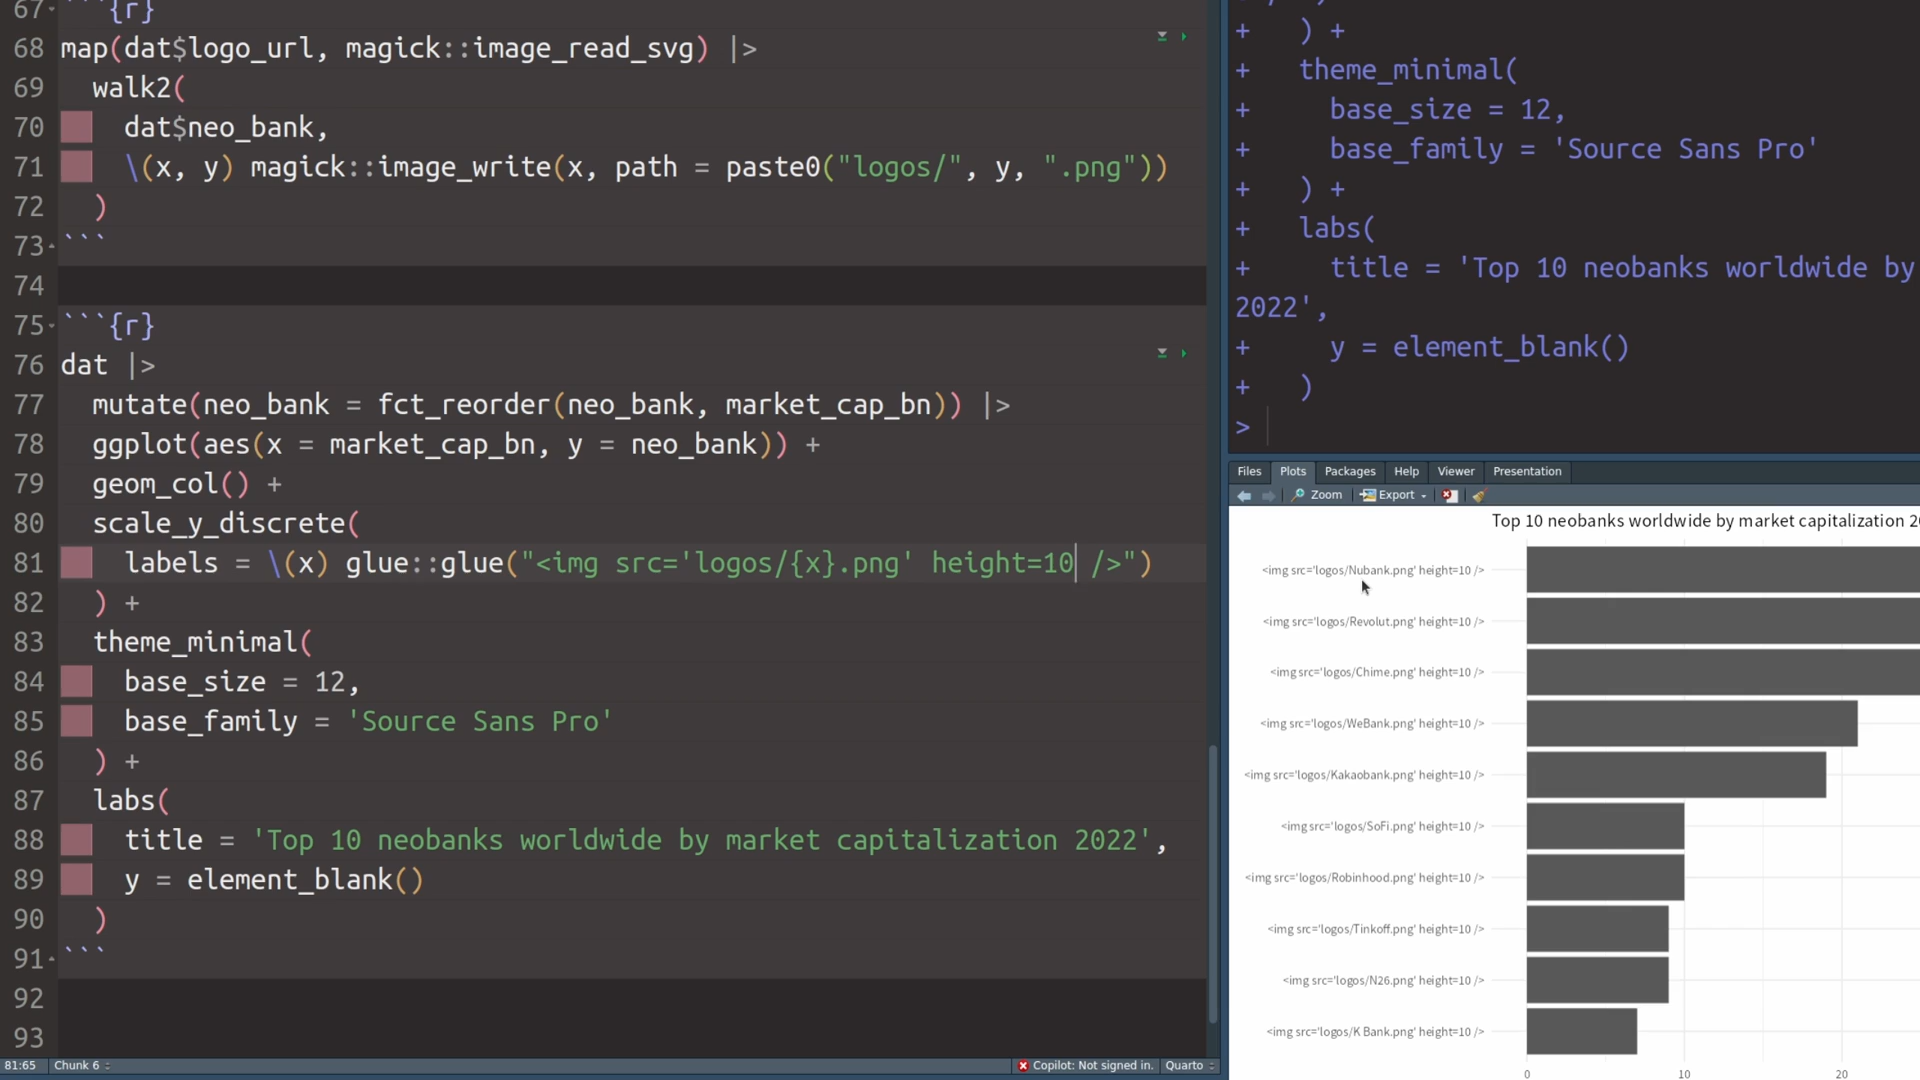 67 ```{r}
68 map(dat$logo_url, magick::image_read_svg) |>
69   walk2(
70     dat$neo_bank,
71     \(x, y) magick::image_write(x, path = paste0("logos/", y, ".png"))
72   )
73 ```
74
75 ```{r}
76 dat |>
77   mutate(neo_bank = fct_reorder(neo_bank, market_cap_bn)) |>
78   ggplot(aes(x = market_cap_bn, y = neo_bank)) +
79   geom_col() +
80   scale_y_discrete(
81     labels = \(x) glue::glue("<img src='logos/{x}.png' height=10 />")
82   ) +
83   theme_minimal(
84     base_size = 12,
85     base_family = 'Source Sans Pro'
86   ) +
87   labs(
88     title = 'Top 10 neobanks worldwide by market capitalization 2022',
89     y = element_blank()
90   )
91 ```
92
93
81:65 Chunk 6
Copilot: Not signed in. Quarto
+   ) +
+   theme_minimal(
+     base_size = 12,
+     base_family = 'Source Sans Pro'
+   ) +
+   labs(
+     title = 'Top 10 neobanks worldwide by
2022',
+     y = element_blank()
+   )
>
Files Plots Packages Help Viewer Presentation
Zoom Export
Top 10 neobanks worldwide by market capitalization 2
<img src='logos/Nubank.png' height=10 />
<img src='logos/Revolut.png' height=10 />
<img src='logos/Chime.png' height=10 />
<img src='logos/WeBank.png' height=10 />
<img src='logos/Kakaobank.png' height=10 />
<img src='logos/SoFi.png' height=10 />
<img src='logos/Robinhood.png' height=10 />
<img src='logos/Tinkoff.png' height=10 />
<img src='logos/N26.png' height=10 />
<img src='logos/K Bank.png' height=10 />
0 10 20